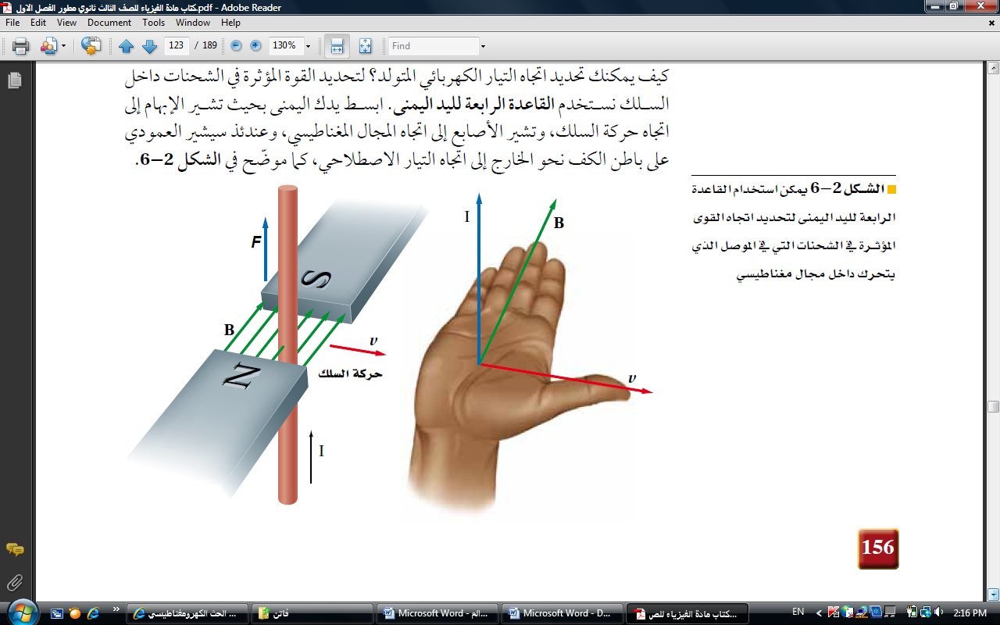 كتاب مادة الفيزياء للصف الثالث ثانوي مطور الفصل الاول.pdf - Adobe Reader
File Edit View Document Tools Window Help
123 / 189 130% Find
كيف يمكنك تحديد اتجاه التيار الكهربائي المتولد؟ لتحديد القوة المؤثرة في الشحنات داخل
السلك نستخدم القاعدة الرابعة لليد اليمنى. ابسط يدك اليمنى بحيث تشير الإبهام إلى
اتجاه حركة السلك، وتشير الأصابع إلى اتجاه المجال المغناطيسي، وعندئذ سيشير العمودي
على باطن الكف نحو الخارج إلى اتجاه التيار الاصطلاحي، كما موضّح في الشكل 2–6.
الشكل 2–6 يمكن استخدام القاعدة
الرابعة لليد اليمنى لتحديد اتجاه القوى
المؤثرة في الشحنات التي في الموصل الذي
يتحرك داخل مجال مغناطيسي
F
S
B
N
v
حركة السلك
I
I
B
v
156
الحث الكهرومغناطيسي ...
فاتن
Microsoft Word - الم...
Microsoft Word - D...
كتاب مادة الفيزياء للص...
EN
2:16 PM